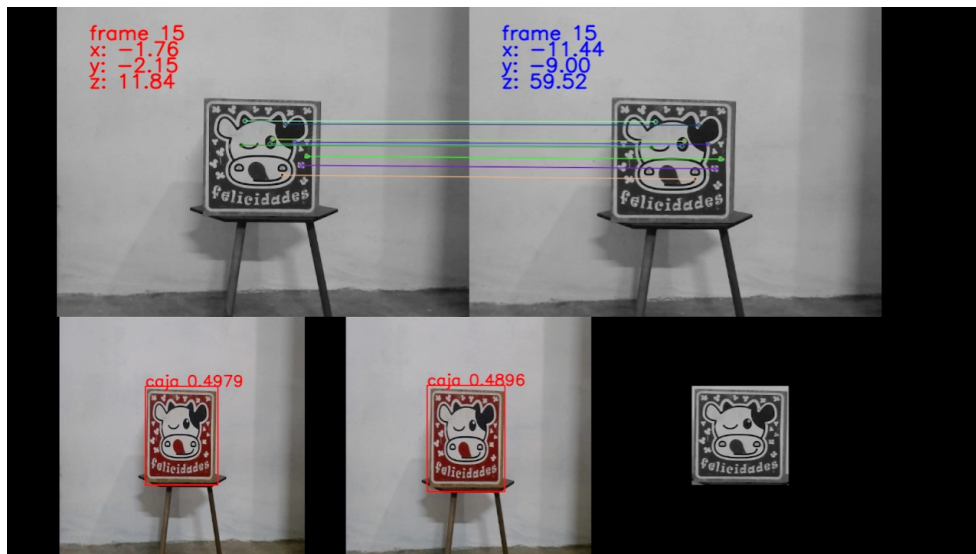 frame 15
x: -1.76
y: -2.15
z: 11.84
frame 15
x: -11.44
y: -9.00
z: 59.52
felicidades
felicidades
caja 0.4979
caja 0.4896
felicidades
felicidades
felicidades